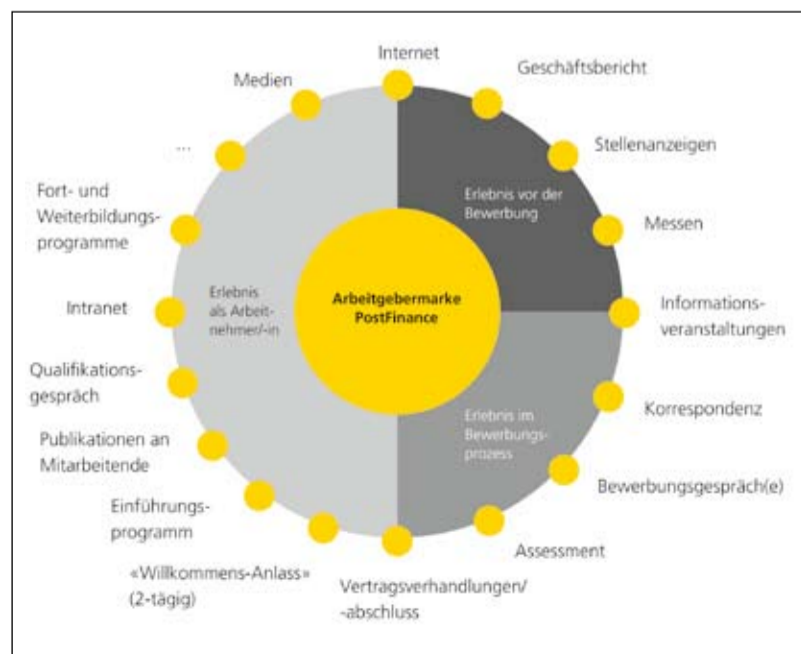 Internet
Geschäftsbericht
Stellenanzeigen
Messen
Informations-
veranstaltungen
Korrespondenz
Bewerbungsgespräch(e)
Assessment
Vertragsverhandlungen/
-abschluss
«Willkommens-Anlass»
(2-tägig)
Einführungs-
programm
Publikationen an
Mitarbeitende
Qualifikations-
gespräch
Intranet
Fort- und
Weiterbildungs-
programme
...
Medien
Erlebnis vor der
Bewerbung
Erlebnis im
Bewerbungs-
prozess
Erlebnis
als Arbeit-
nehmer/-in
Arbeitgebermarke
PostFinance